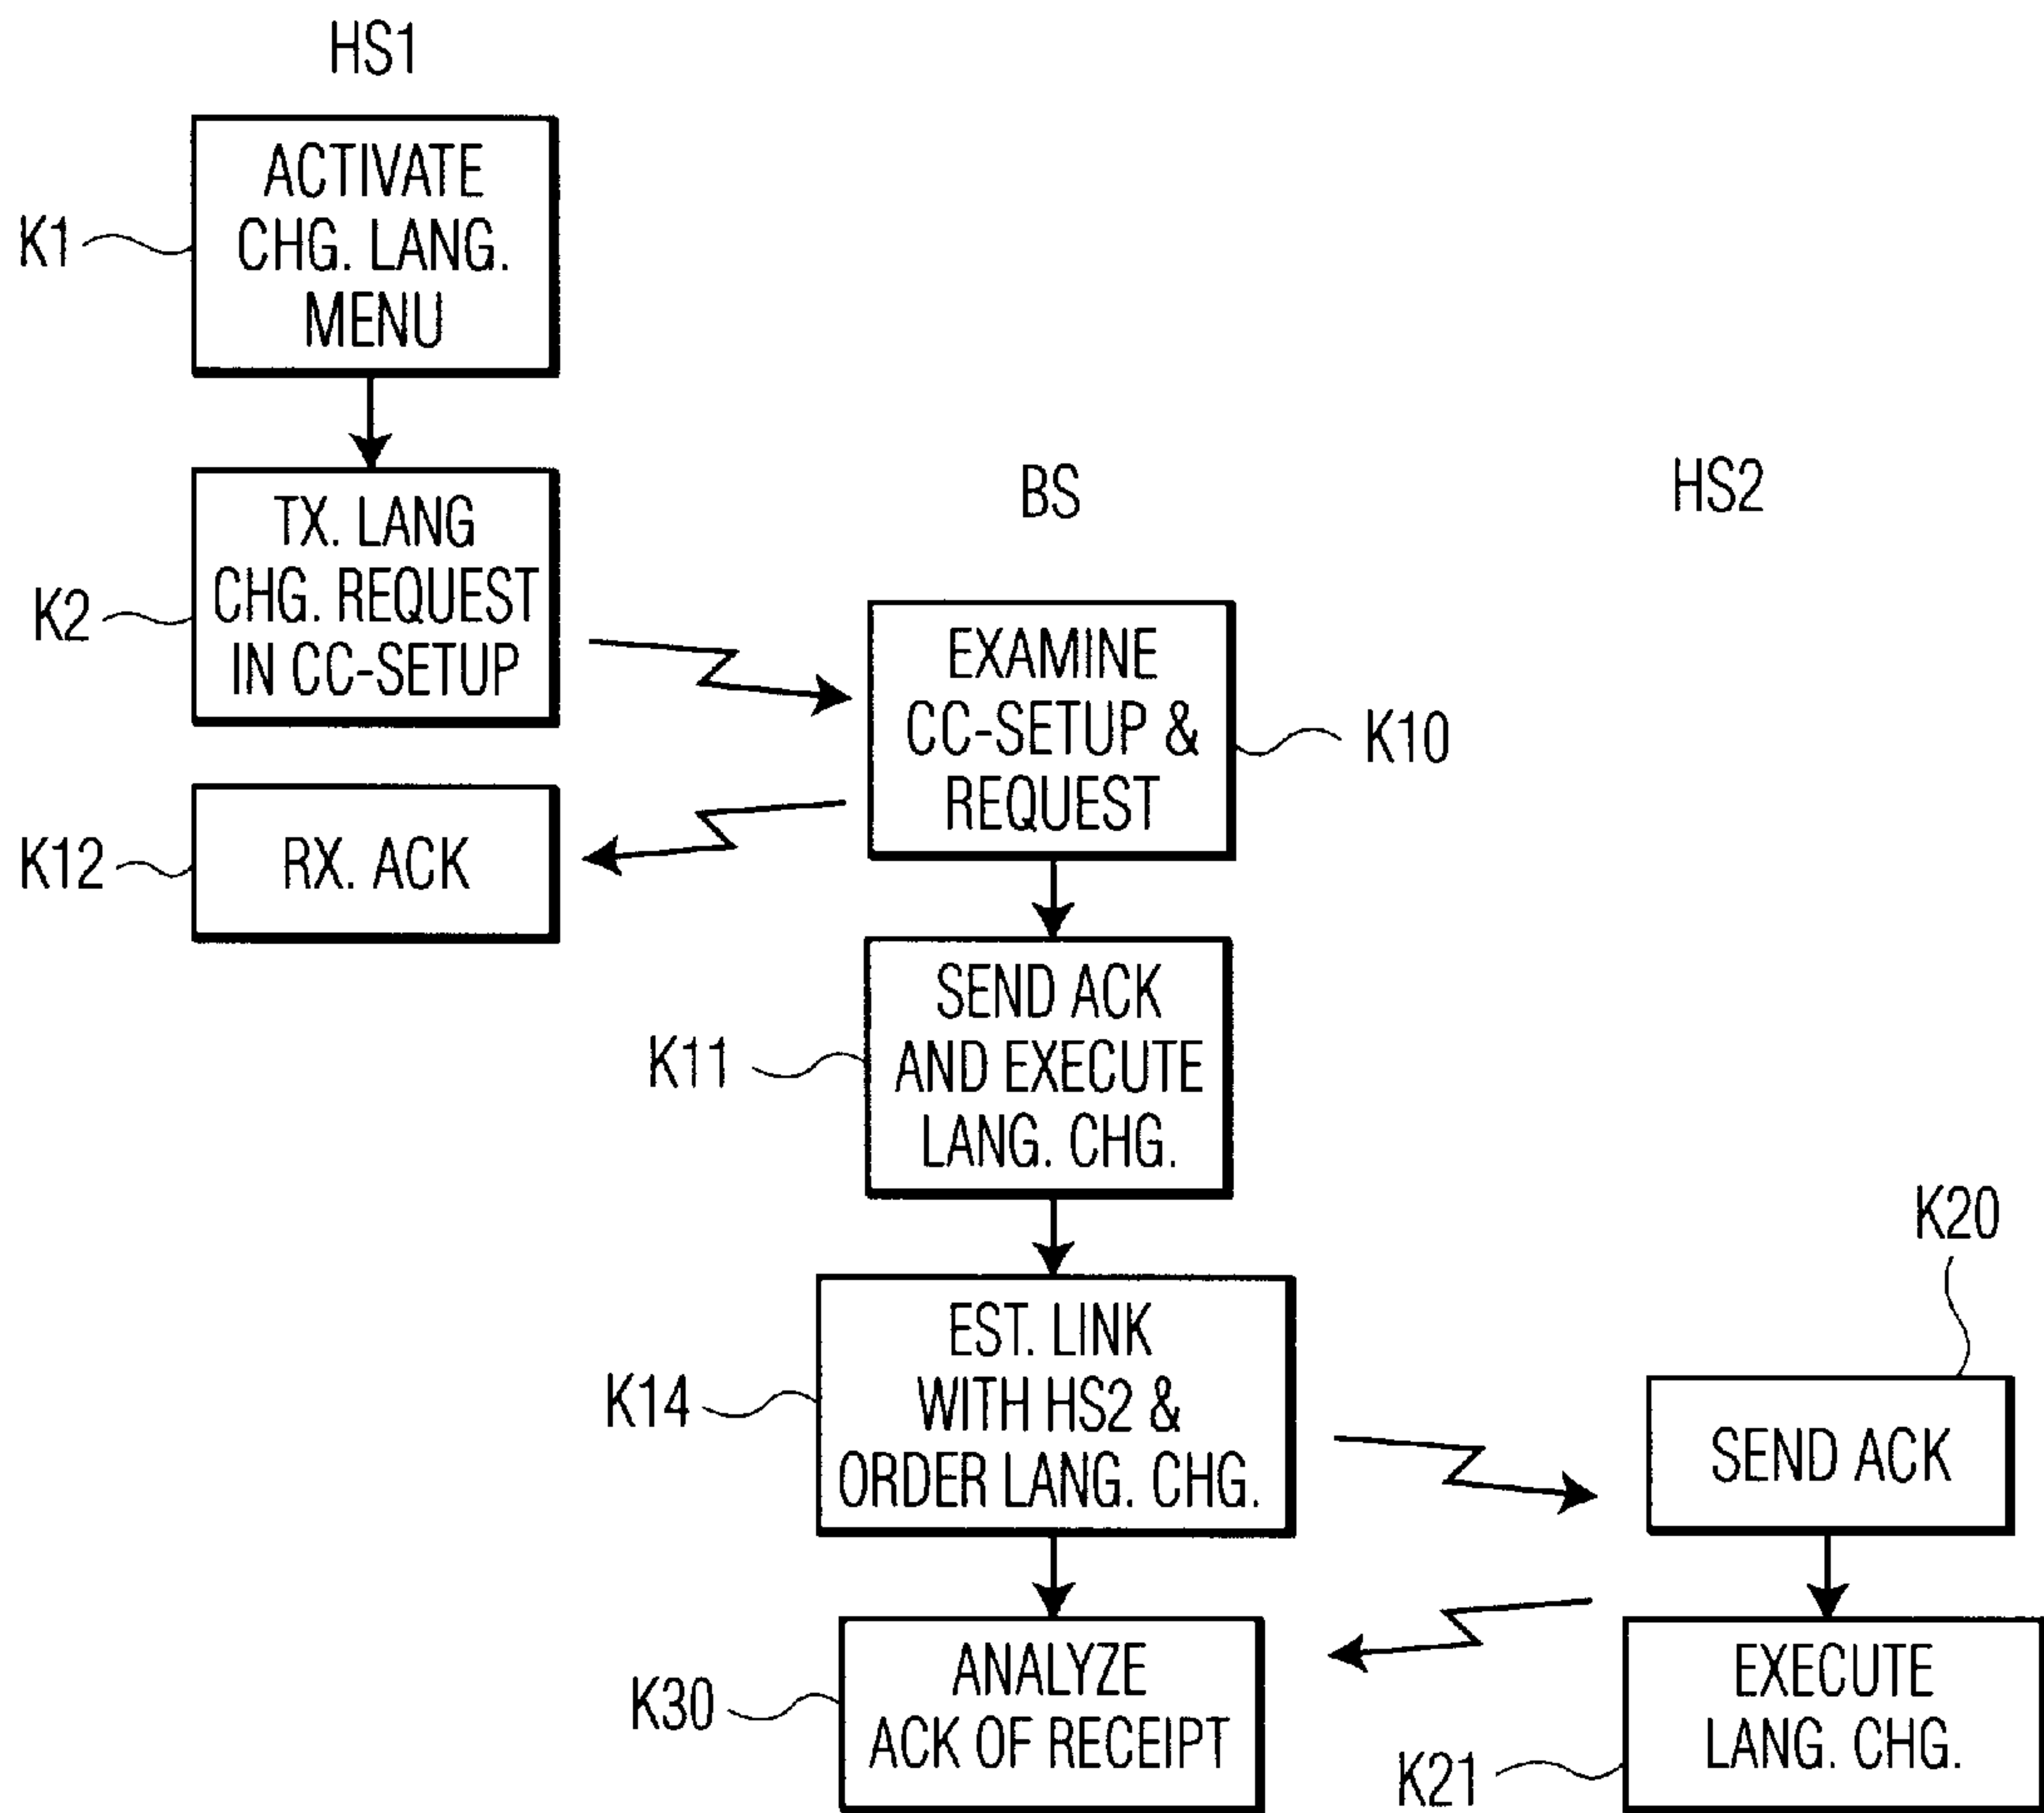 HS1
ACTIVATE
CHG. LANG.
MENU
K1
TX. LANG
CHG. REQUEST
IN CC-SETUP
K2
BS
HS2
EXAMINE
CC-SETUP &
REQUEST
K10
RX. ACK
K12
SEND ACK
AND EXECUTE
LANG. CHG.
K11
K20
EST. LINK
WITH HS2 &
ORDER LANG. CHG.
K14
SEND ACK
ANALYZE
ACK OF RECEIPT
K30
EXECUTE
LANG. CHG.
K21